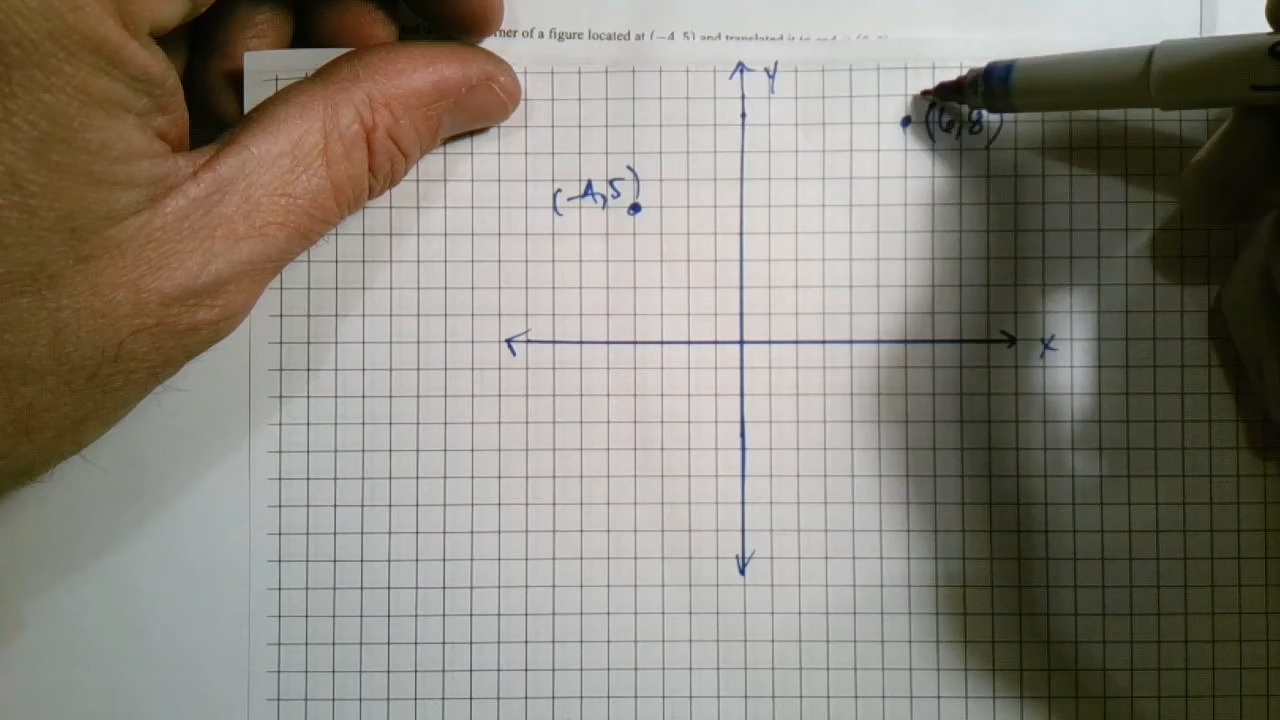 rner of a figure located at (−4, 5) and translated it to
y
(6,8)
(-4,5)
x